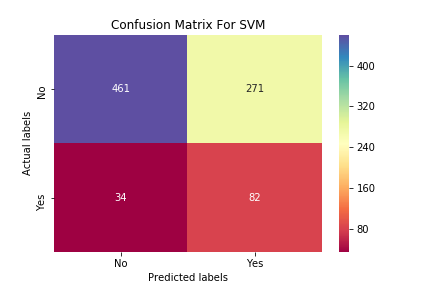 Confusion Matrix For SVM
Actual labels
No
Yes
461
271
34
82
No
Yes
Predicted labels
400
320
240
160
80